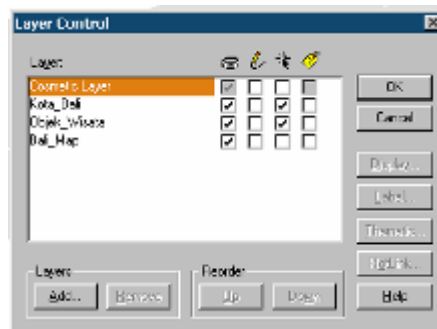 Layer Control
Layer:
Cosmetic Layer
Kota_Bali
Objek_Wisata
Bali_Map
OK
Cancel
Display...
Label...
Thematic...
HotLink...
Layers
Add...
Remove
Reorder
Up
Down
Help